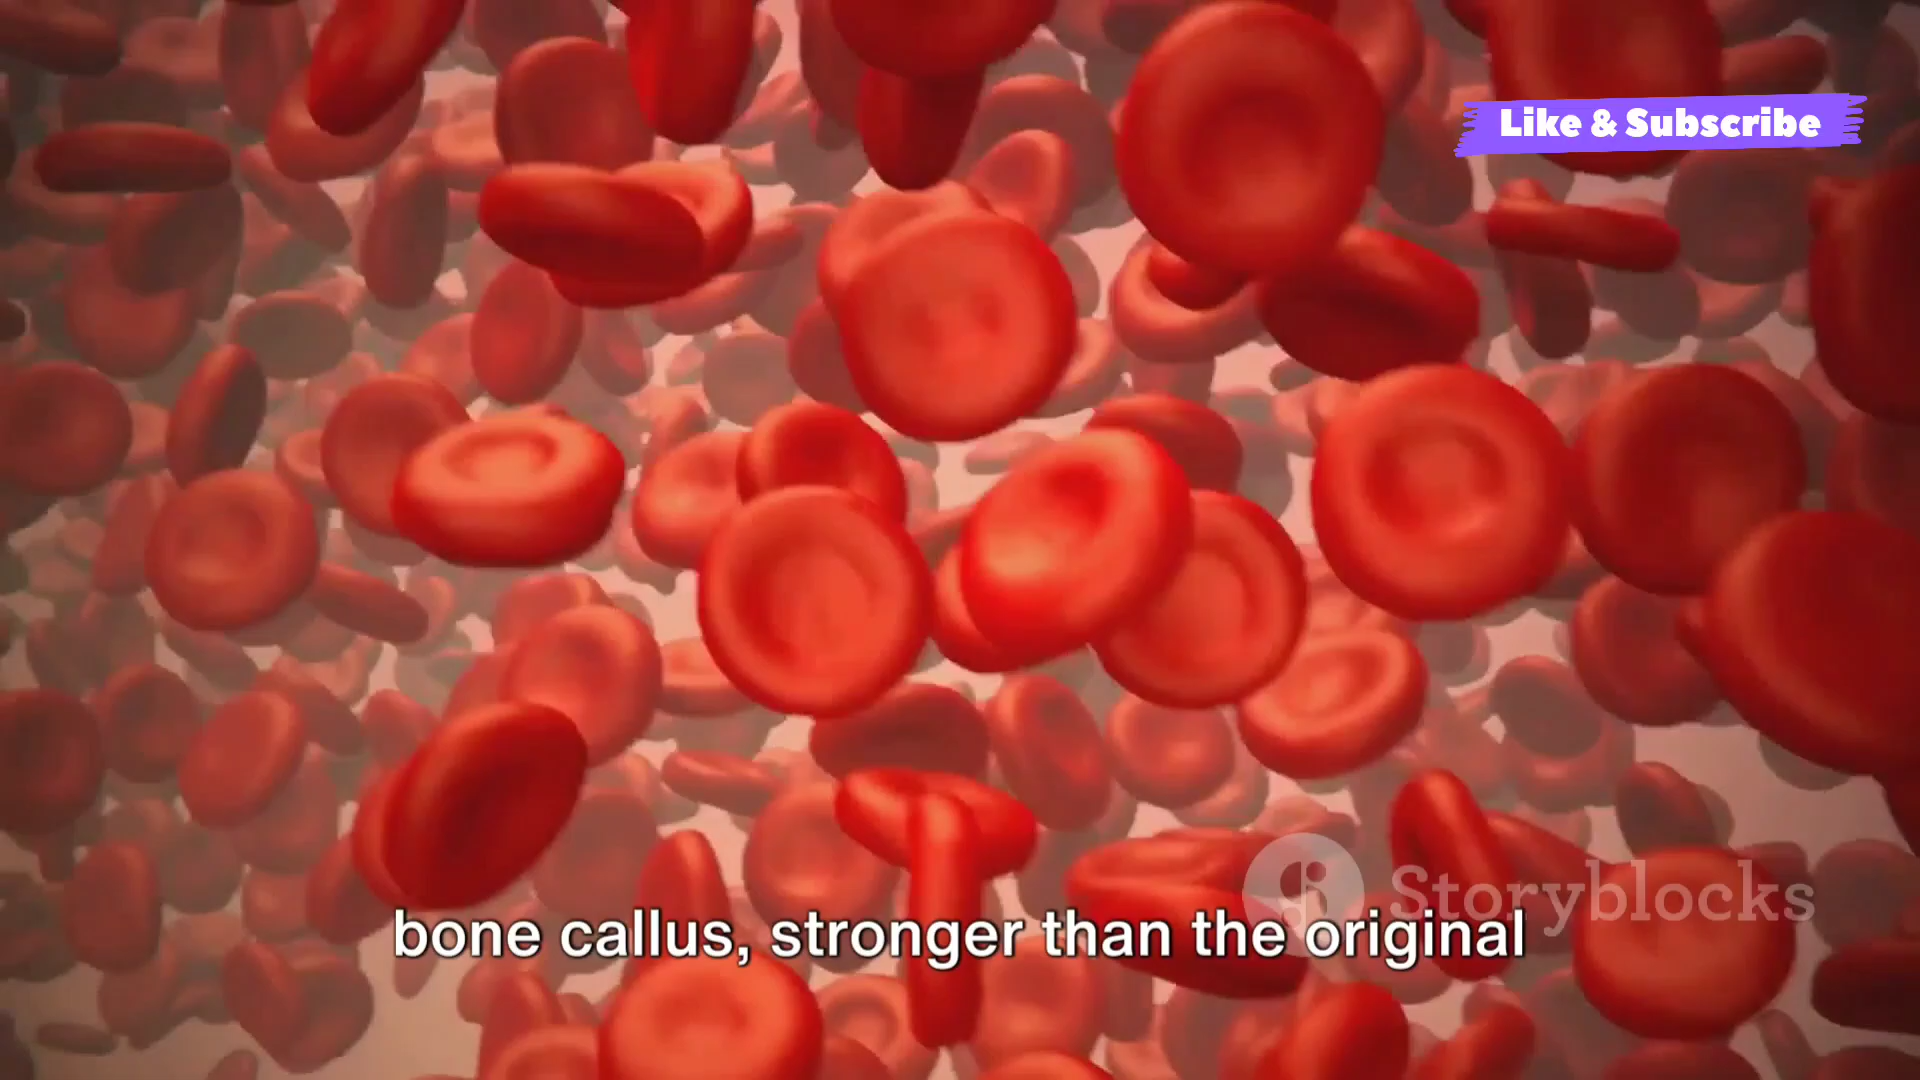 Like & Subscribe
Storyblocks
bone callus, stronger than the original